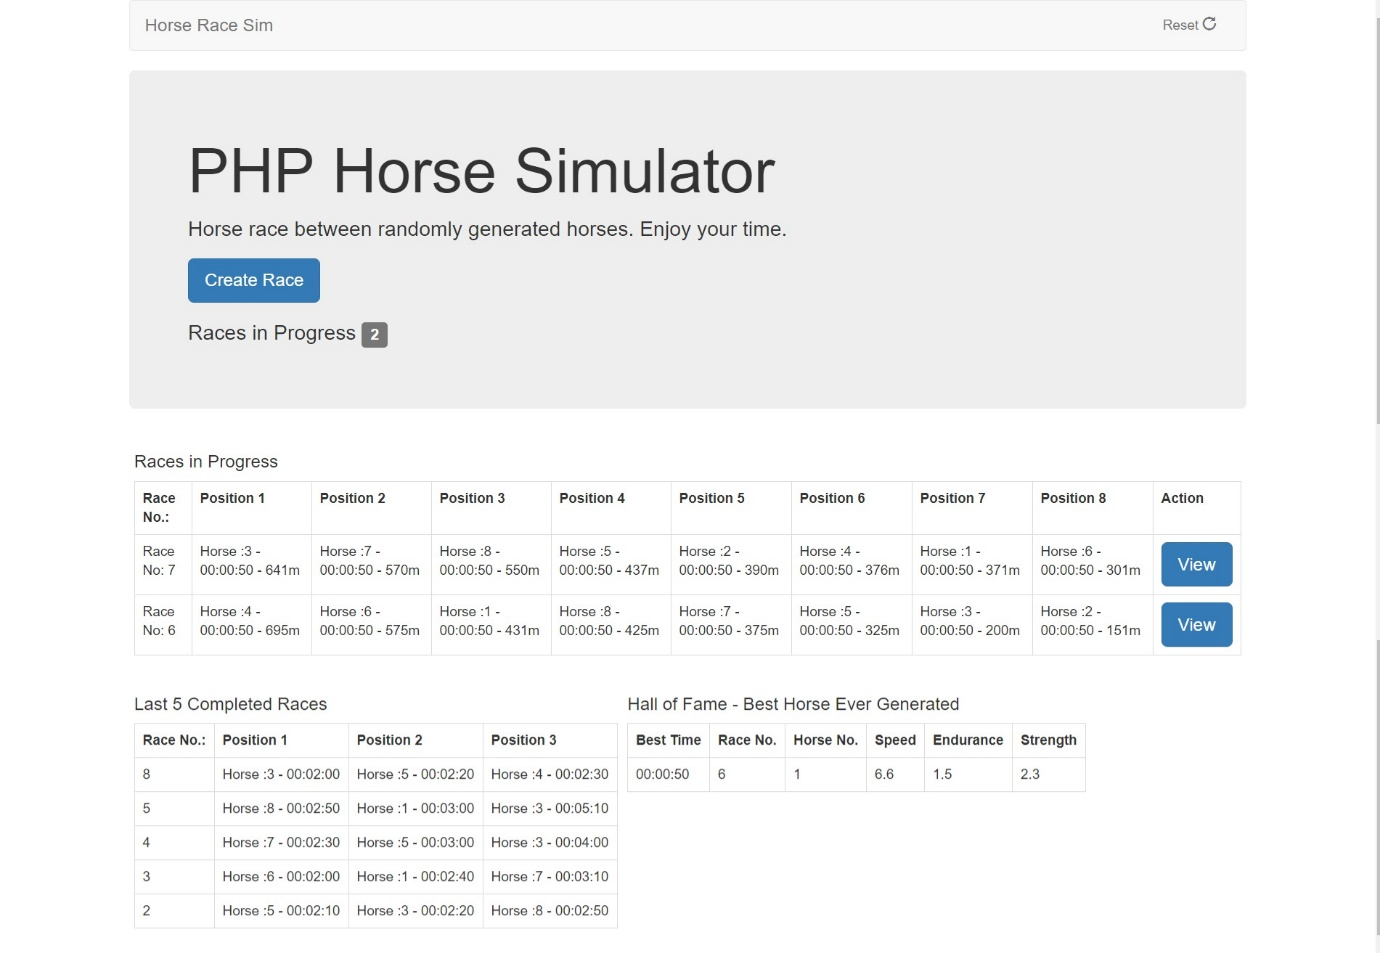 Horse Race Sim
Reset
PHP Horse Simulator
Horse race between randomly generated horses. Enjoy your time.
Create Race
Races in Progress 2
Races in Progress
Race No.: Position 1 Position 2 Position 3 Position 4 Position 5 Position 6 Position 7 Position 8 Action
Race No: 7 Horse :3 - 00:00:50 - 641m Horse :7 - 00:00:50 - 570m Horse :8 - 00:00:50 - 550m Horse :5 - 00:00:50 - 437m Horse :2 - 00:00:50 - 390m Horse :4 - 00:00:50 - 376m Horse :1 - 00:00:50 - 371m Horse :6 - 00:00:50 - 301m View
Race No: 6 Horse :4 - 00:00:50 - 695m Horse :6 - 00:00:50 - 575m Horse :1 - 00:00:50 - 431m Horse :8 - 00:00:50 - 425m Horse :7 - 00:00:50 - 375m Horse :5 - 00:00:50 - 325m Horse :3 - 00:00:50 - 200m Horse :2 - 00:00:50 - 151m View
Last 5 Completed Races
Race No.: Position 1 Position 2 Position 3
8 Horse :3 - 00:02:00 Horse :5 - 00:02:20 Horse :4 - 00:02:30
5 Horse :8 - 00:02:50 Horse :1 - 00:03:00 Horse :3 - 00:05:10
4 Horse :7 - 00:02:30 Horse :5 - 00:03:00 Horse :3 - 00:04:00
3 Horse :6 - 00:02:00 Horse :1 - 00:02:40 Horse :7 - 00:03:10
2 Horse :5 - 00:02:10 Horse :3 - 00:02:20 Horse :8 - 00:02:50
Hall of Fame - Best Horse Ever Generated
Best Time Race No. Horse No. Speed Endurance Strength
00:00:50 6 1 6.6 1.5 2.3